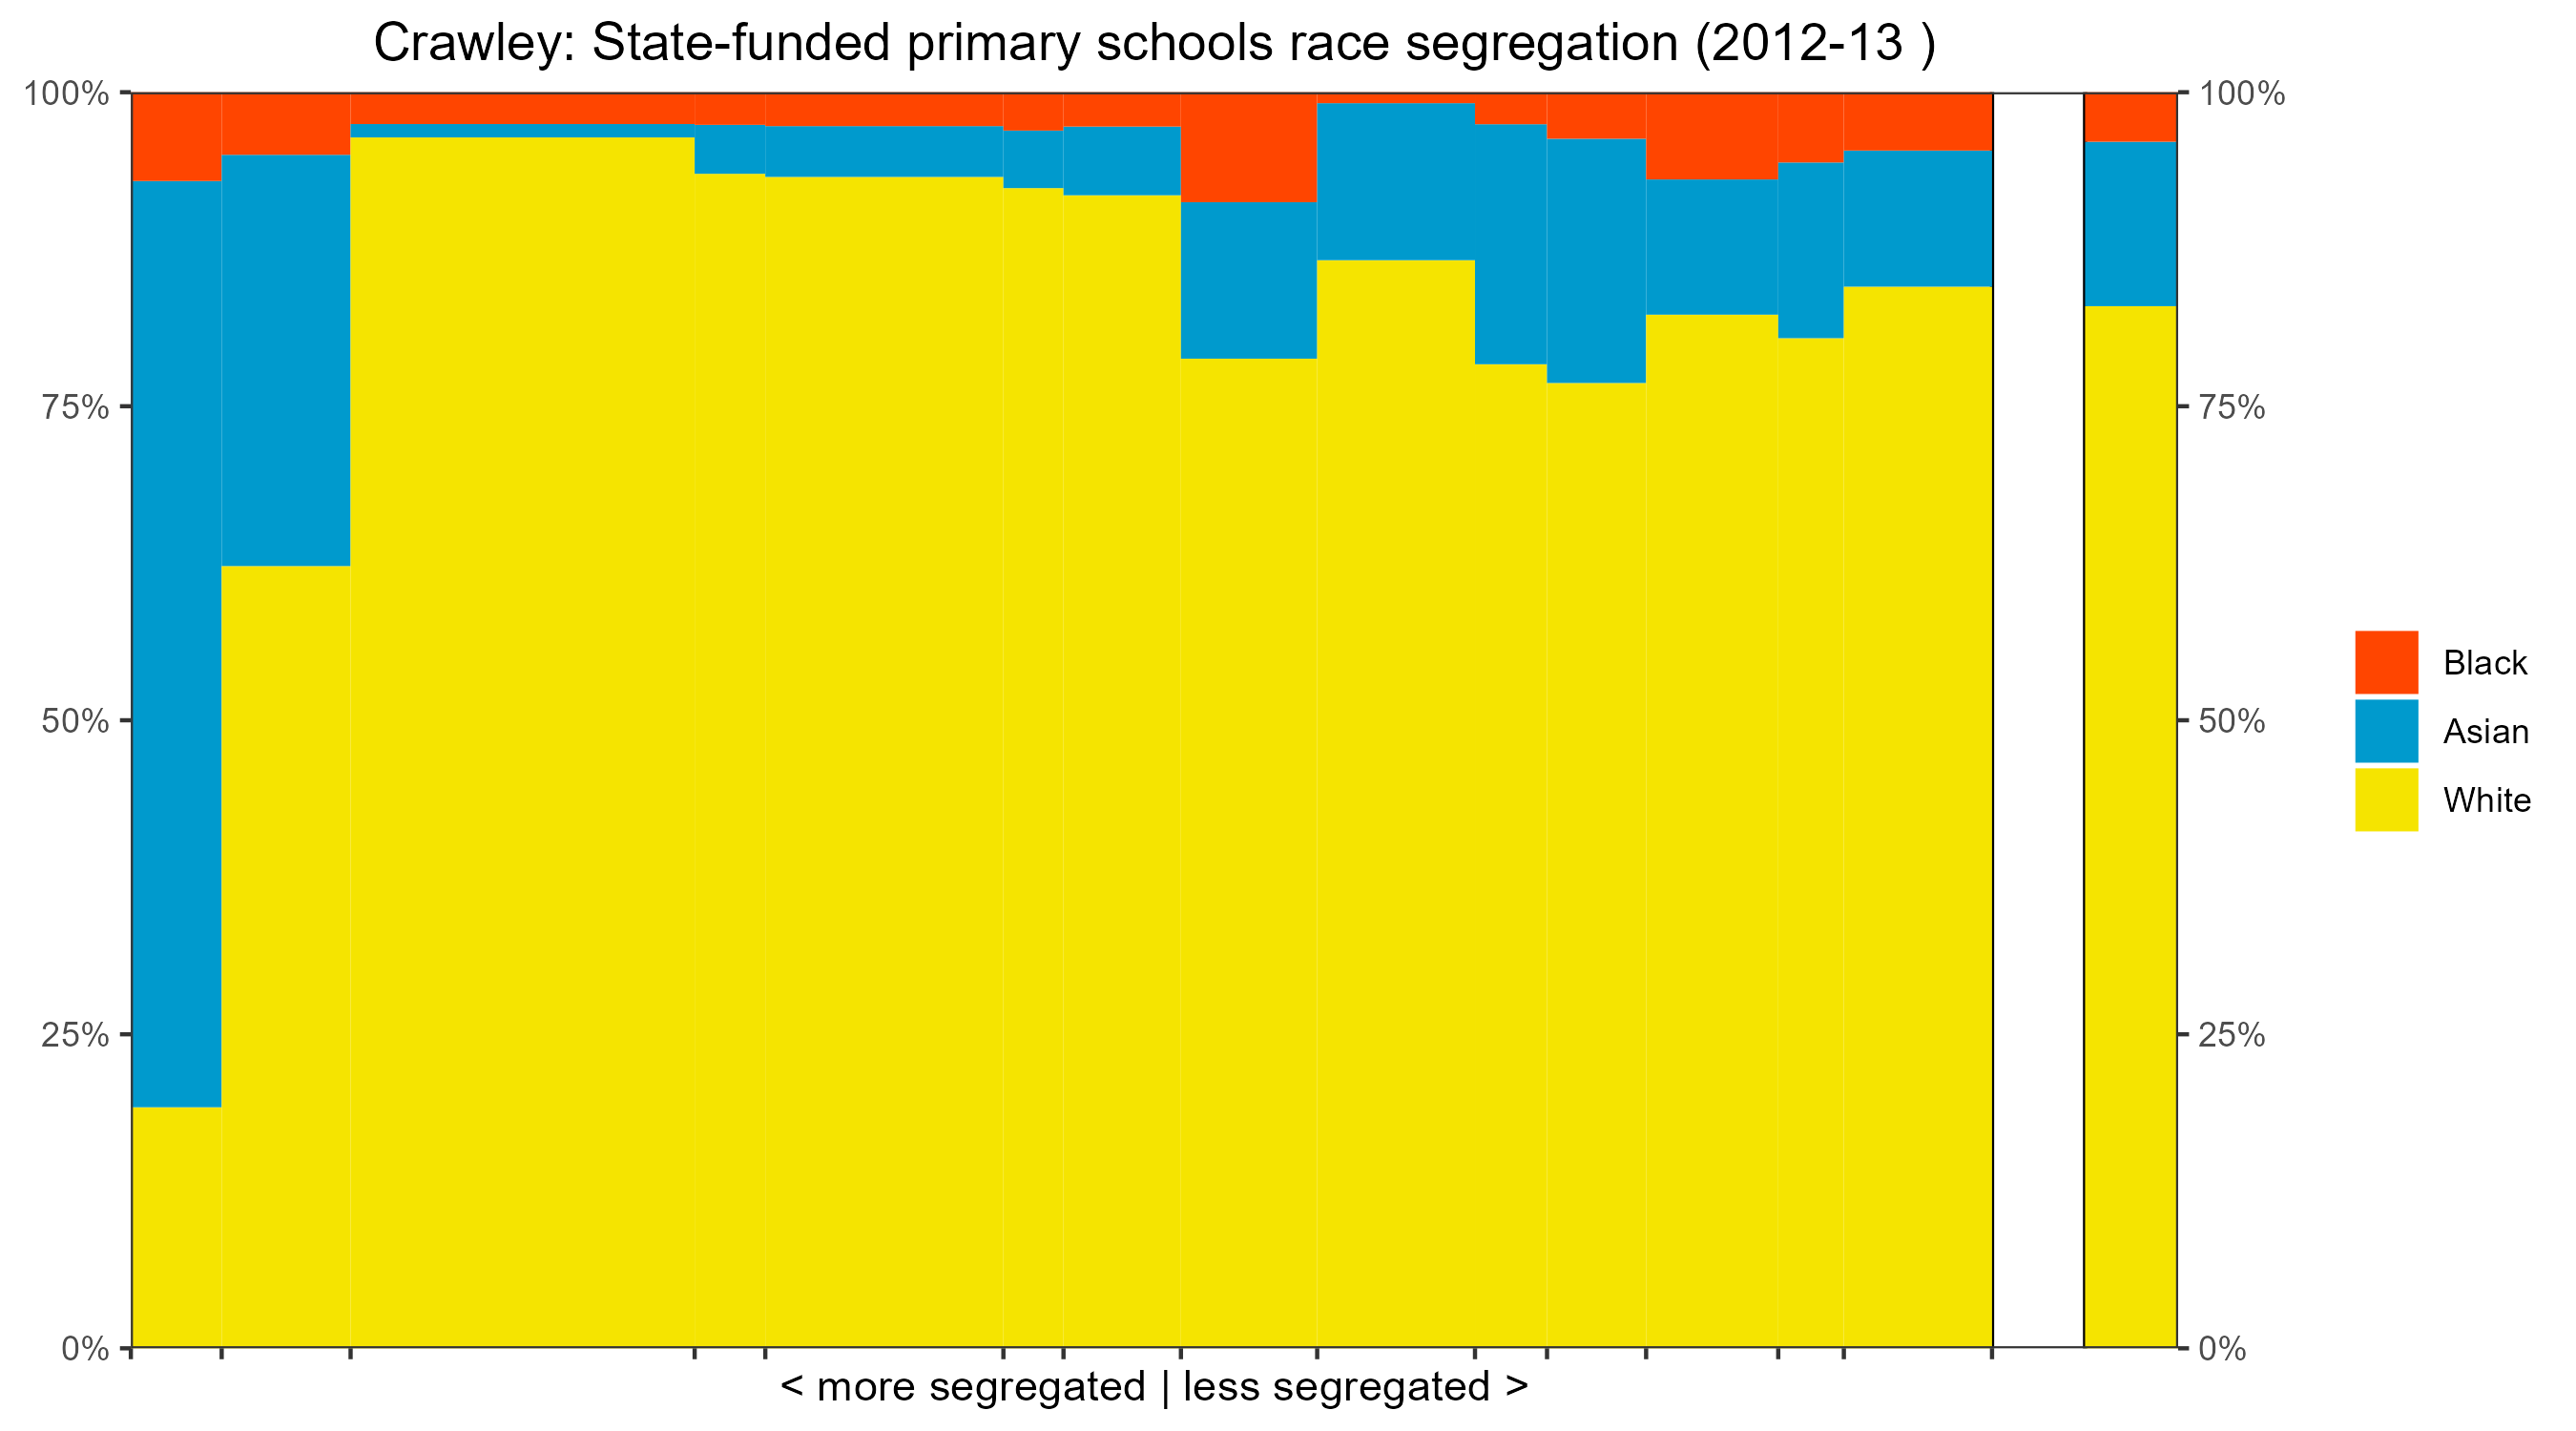 Crawley: State-funded primary schools race segregation (2012-13 )
100%
75%
50%
25%
0%
100%
75%
50%
25%
0%
Black
Asian
White
< more segregated | less segregated >